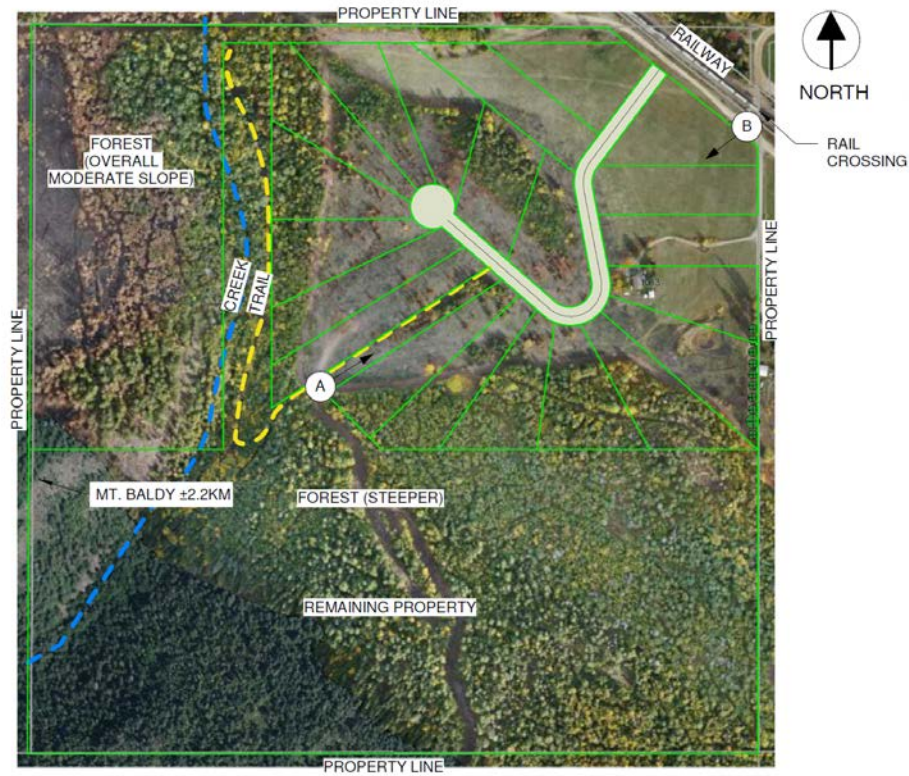 PROPERTY LINE
RAILWAY
NORTH
B
RAIL
CROSSING
FOREST
(OVERALL
MODERATE SLOPE)
PROPERTY LINE
CREEK
TRAIL
PROPERTY LINE
A
MT. BALDY ±2.2KM
FOREST (STEEPER)
REMAINING PROPERTY
PROPERTY LINE